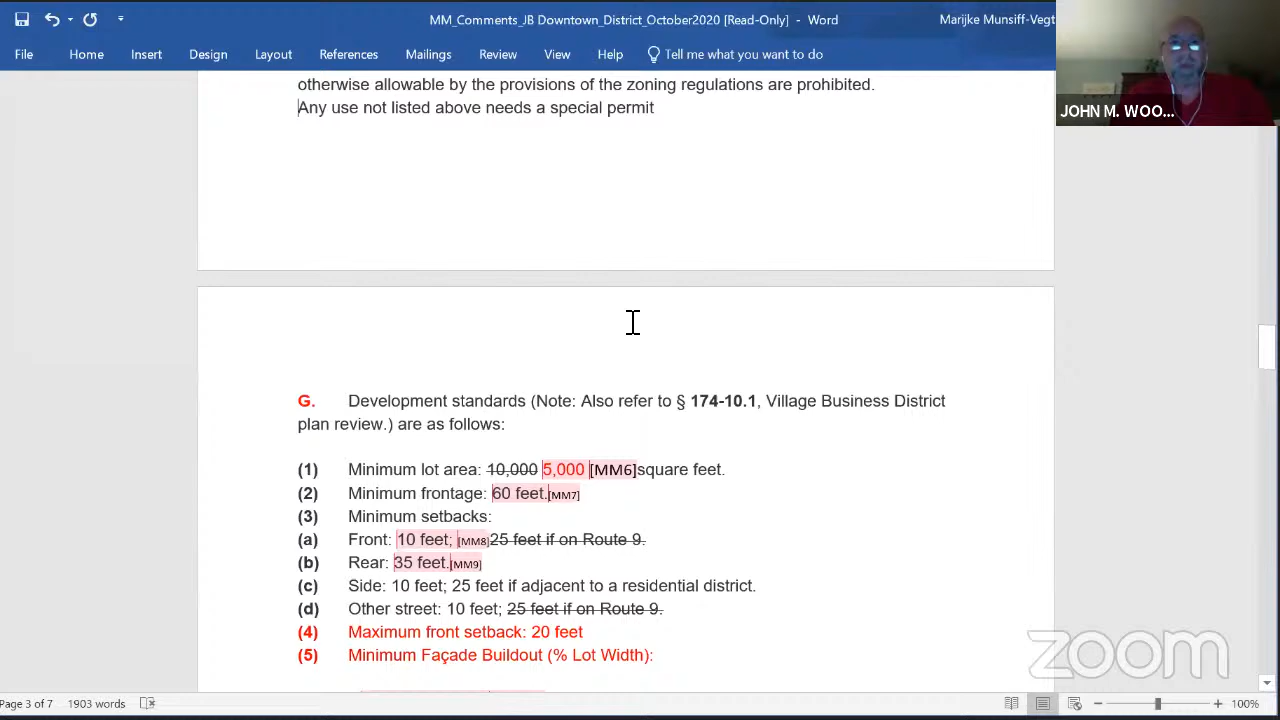 MM_Comments_JB Downtown_District_October2020 [Read-Only] - Word
Marijke Munsiff-Vegt
File Home Insert Design Layout References Mailings Review View Help Tell me what you want to do
JOHN M. WOO...
otherwise allowable by the provisions of the zoning regulations are prohibited.
Any use not listed above needs a special permit
G. Development standards (Note: Also refer to § 174-10.1, Village Business District
plan review.) are as follows:
(1) Minimum lot area: 10,000 5,000 [MM6]square feet.
(2) Minimum frontage: 60 feet.[MM7]
(3) Minimum setbacks:
(a) Front: 10 feet; [MM8]25 feet if on Route 9.
(b) Rear: 35 feet.[MM9]
(c) Side: 10 feet; 25 feet if adjacent to a residential district.
(d) Other street: 10 feet; 25 feet if on Route 9.
(4) Maximum front setback: 20 feet
(5) Minimum Façade Buildout (% Lot Width):
zoom
Page 3 of 7 1903 words 100%